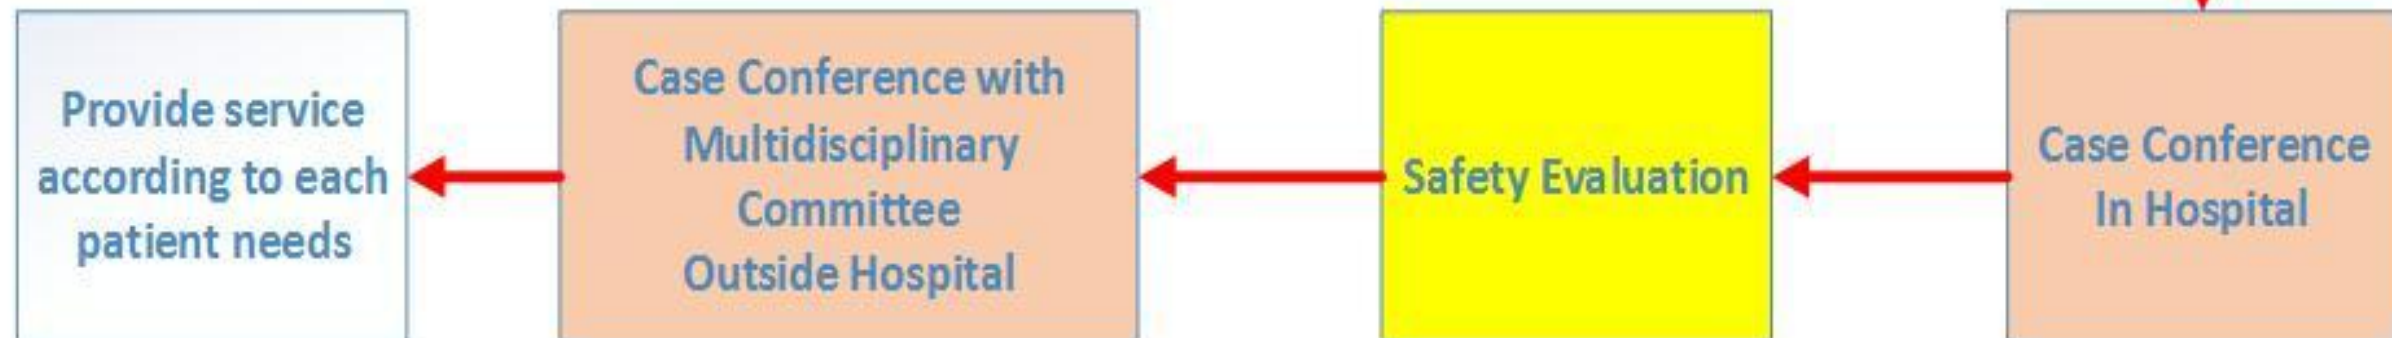 Provide service
according to each
patient needs
Case Conference with
Multidisciplinary
Committee
Outside Hospital
Safety Evaluation
Case Conference
In Hospital